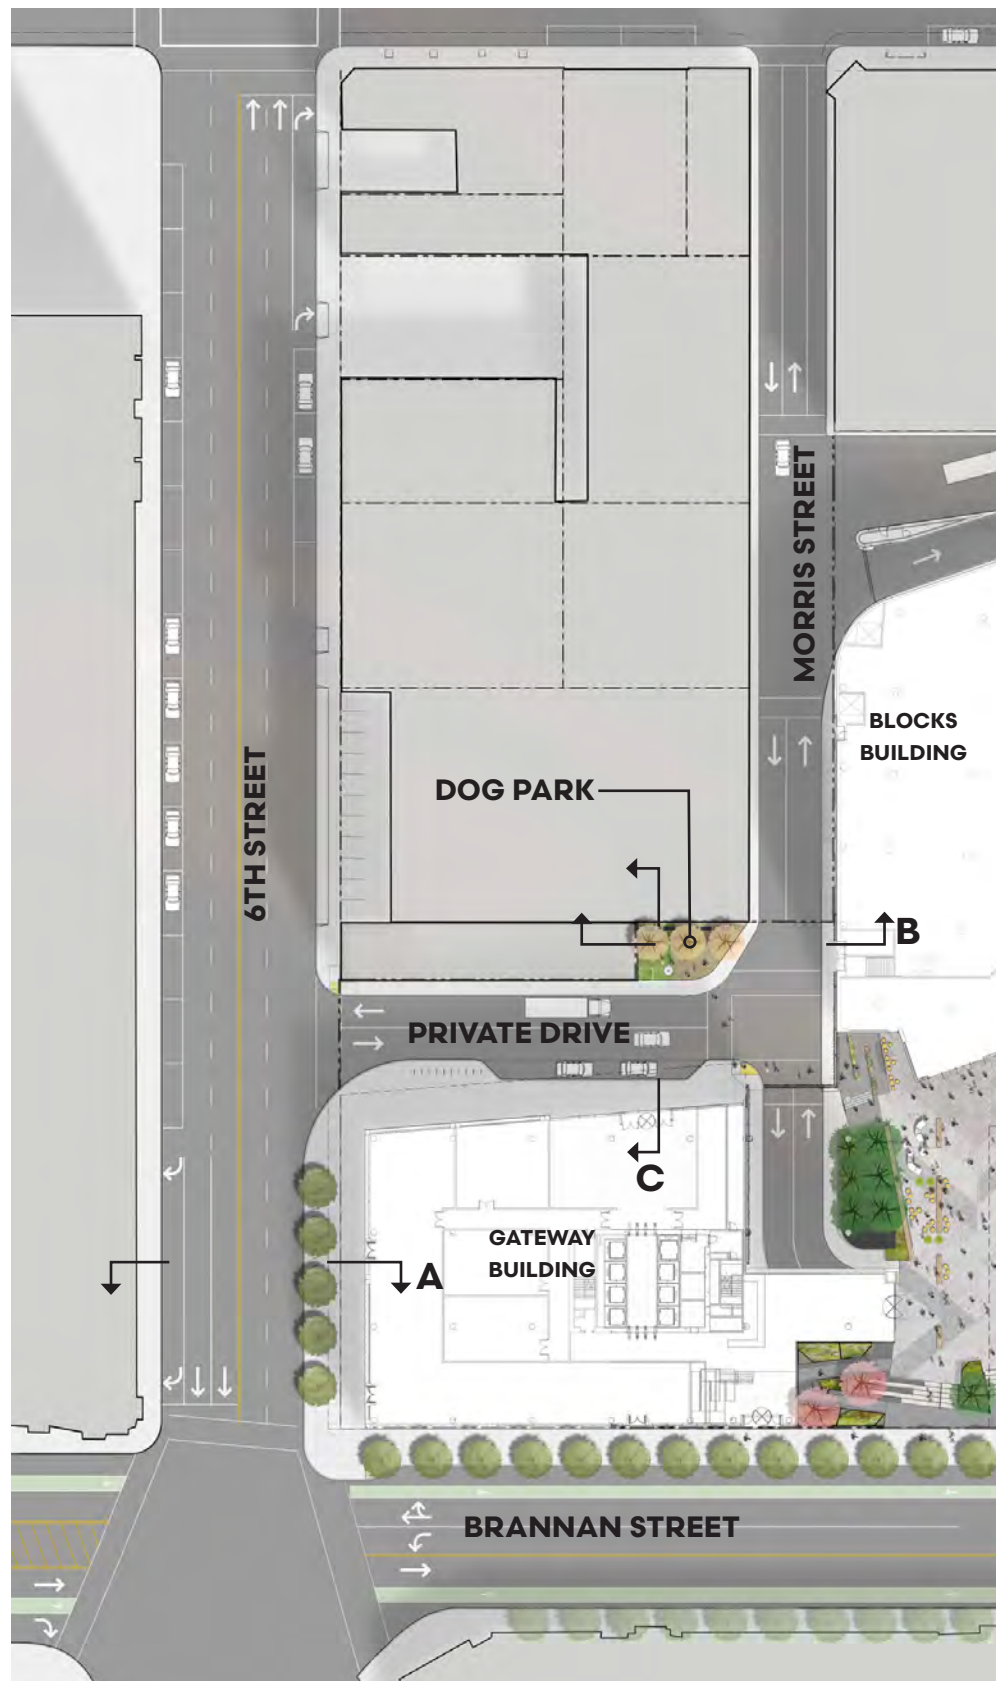 MORRIS STREET
BLOCKS
BUILDING
6TH STREET
DOG PARK
B
PRIVATE DRIVE
C
GATEWAY
BUILDING
A
BRANNAN STREET